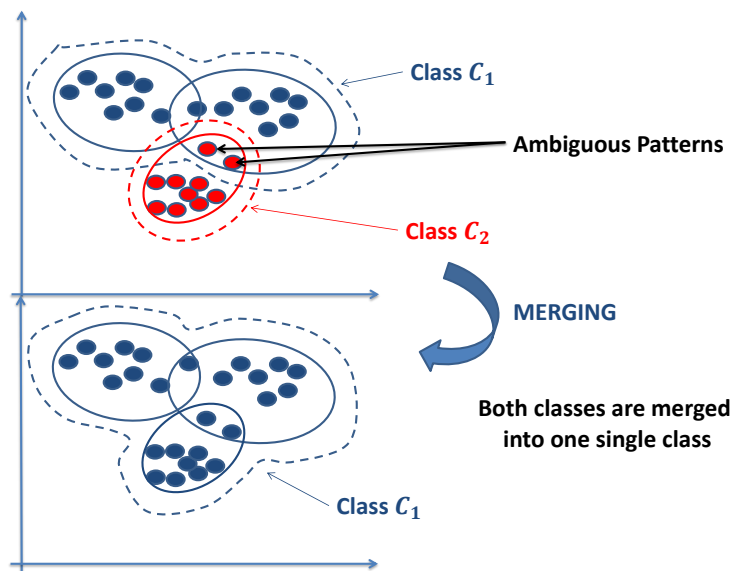 Class C₁
Ambiguous Patterns
Class C₂
MERGING
Both classes are merged
into one single class
Class C₁